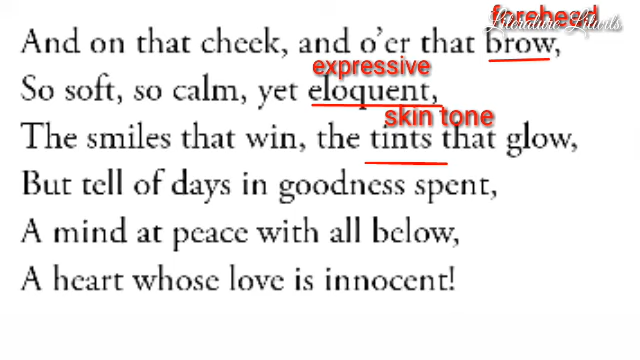 forehead
And on that cheek, and o'er that brow,
expressive
So soft, so calm, yet eloquent,
skin tone
The smiles that win, the tints that glow,
But tell of days in goodness spent,
A mind at peace with all below,
A heart whose love is innocent!